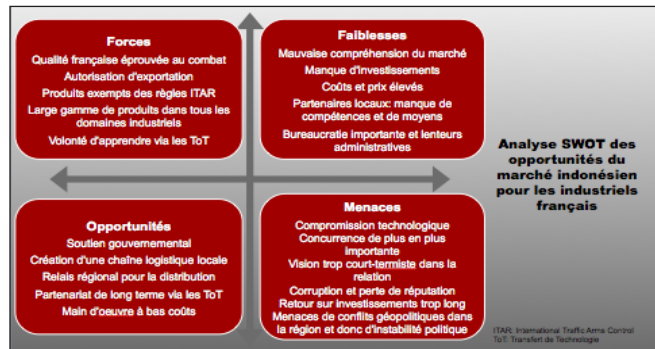 Forces
Qualité française éprouvée au combat
Autorisation d'exportation
Produits exempts des règles ITAR
Large gamme de produits dans tous les
domaines industriels
Volonté d'apprendre via les ToT
Faiblesses
Mauvaise compréhension du marché
Manque d'investissements
Coûts et prix élevés
Partenaires locaux: manque de
compétences et de moyens
Bureaucratie importante et lenteurs
administratives
Opportunités
Soutien gouvernemental
Création d'une chaîne logistique locale
Relais régional pour la distribution
Partenariat de long terme via les ToT
Main d'oeuvre à bas coûts
Menaces
Compromission technologique
Concurrence de plus en plus
importante
Vision trop court-termiste dans la
relation
Corruption et perte de réputation
Retour sur investissements trop long
Menaces de conflits géopolitiques dans
la région et donc d'instabilité politique
Analyse SWOT des
opportunités du
marché indonésien
pour les industriels
français
ITAR: International Traffic Arms Control
ToT: Transfert de Technologie